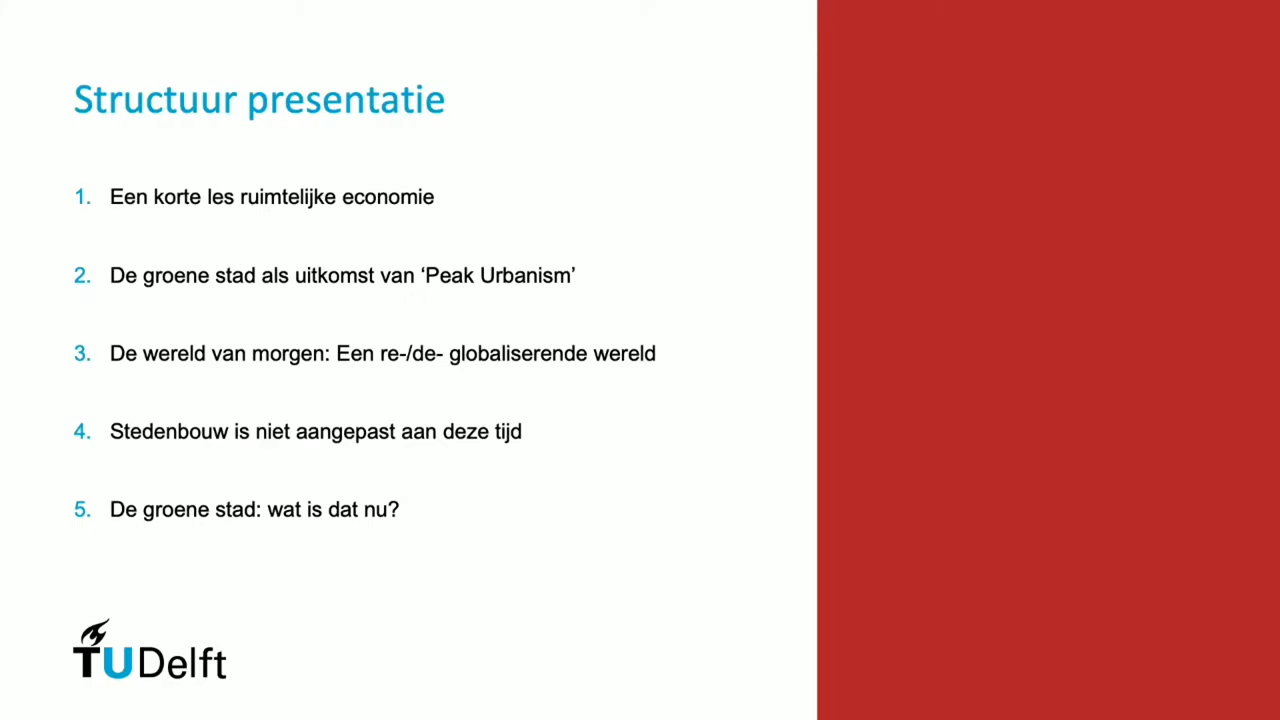 Structuur presentatie
1. Een korte les ruimtelijke economie
2. De groene stad als uitkomst van ‘Peak Urbanism’
3. De wereld van morgen: Een re-/de- globaliserende wereld
4. Stedenbouw is niet aangepast aan deze tijd
5. De groene stad: wat is dat nu?
TUDelft